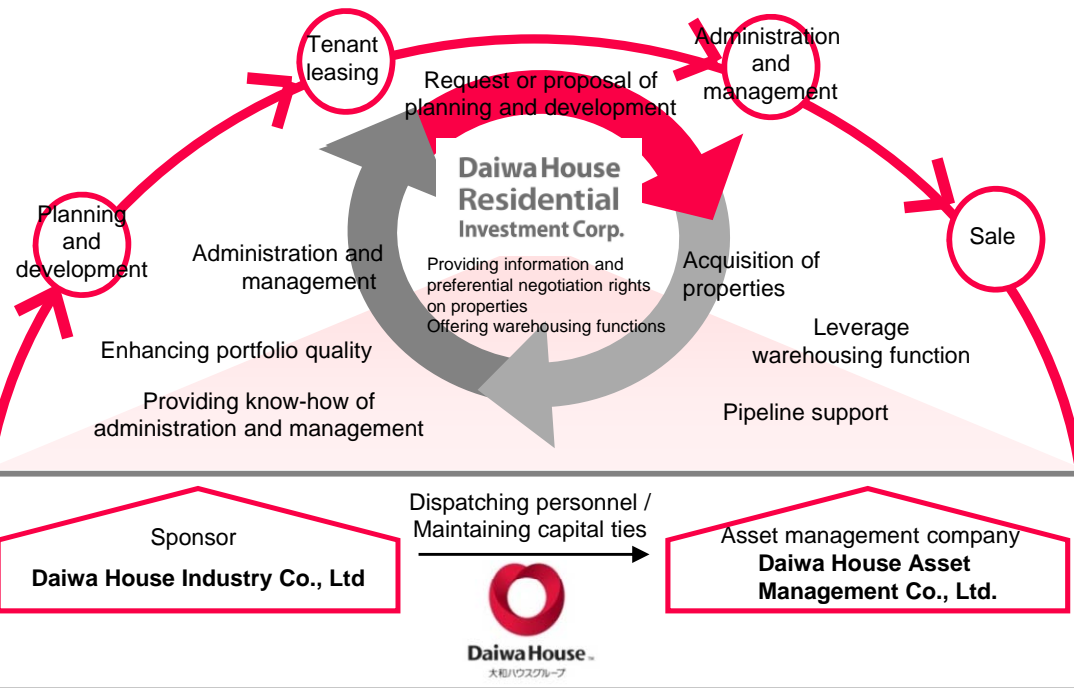 Tenant
leasing
Administration
and
management
Request or proposal of
planning and development
Daiwa House
Residential
Investment Corp.
Planning
and
development
Sale
Administration and
management
Providing information and
preferential negotiation rights
on properties
Offering warehousing functions
Acquisition of
properties
Enhancing portfolio quality
Leverage
warehousing function
Providing know-how of
administration and management
Pipeline support
Dispatching personnel /
Maintaining capital ties
Sponsor
Daiwa House Industry Co., Ltd
Asset management company
Daiwa House Asset
Management Co., Ltd.
Daiwa House
大和ハウスグループ